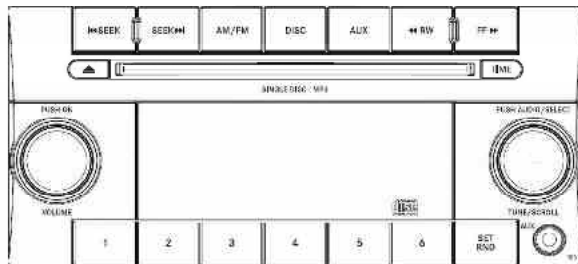 SEEK SEEK AM/FM DISC AUX RW FF
TIME
SINGLE DISC MP3
PUSH ON PUSH AUDIO/SELECT
VOLUME TUNE/SCROLL
AUX
1 2 3 4 5 6 SET RND